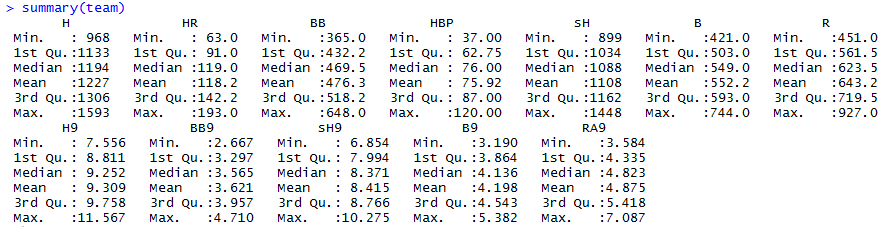 > summary(team)
H HR BB HBP SH B R
Min. : 968 Min. : 63.0 Min. :365.0 Min. : 37.00 Min. : 899 Min. :421.0 Min. :451.0
1st Qu.:1133 1st Qu.: 91.0 1st Qu.:432.2 1st Qu.: 62.75 1st Qu.:1034 1st Qu.:503.0 1st Qu.:561.5
Median :1194 Median :119.0 Median :469.5 Median : 76.00 Median :1088 Median :549.0 Median :623.5
Mean :1227 Mean :118.2 Mean :476.3 Mean : 75.92 Mean :1108 Mean :552.2 Mean :643.2
3rd Qu.:1306 3rd Qu.:142.2 3rd Qu.:518.2 3rd Qu.: 87.00 3rd Qu.:1162 3rd Qu.:593.0 3rd Qu.:719.5
Max. :1593 Max. :193.0 Max. :648.0 Max. :120.00 Max. :1448 Max. :744.0 Max. :927.0
H9 BB9 SH9 B9 RA9
Min. : 7.556 Min. :2.667 Min. : 6.854 Min. :3.190 Min. :3.584
1st Qu.: 8.811 1st Qu.:3.297 1st Qu.: 7.994 1st Qu.:3.864 1st Qu.:4.335
Median : 9.252 Median :3.565 Median : 8.371 Median :4.136 Median :4.823
Mean : 9.309 Mean :3.621 Mean : 8.415 Mean :4.198 Mean :4.875
3rd Qu.: 9.758 3rd Qu.:3.957 3rd Qu.: 8.766 3rd Qu.:4.543 3rd Qu.:5.418
Max. :11.567 Max. :4.710 Max. :10.275 Max. :5.382 Max. :7.087